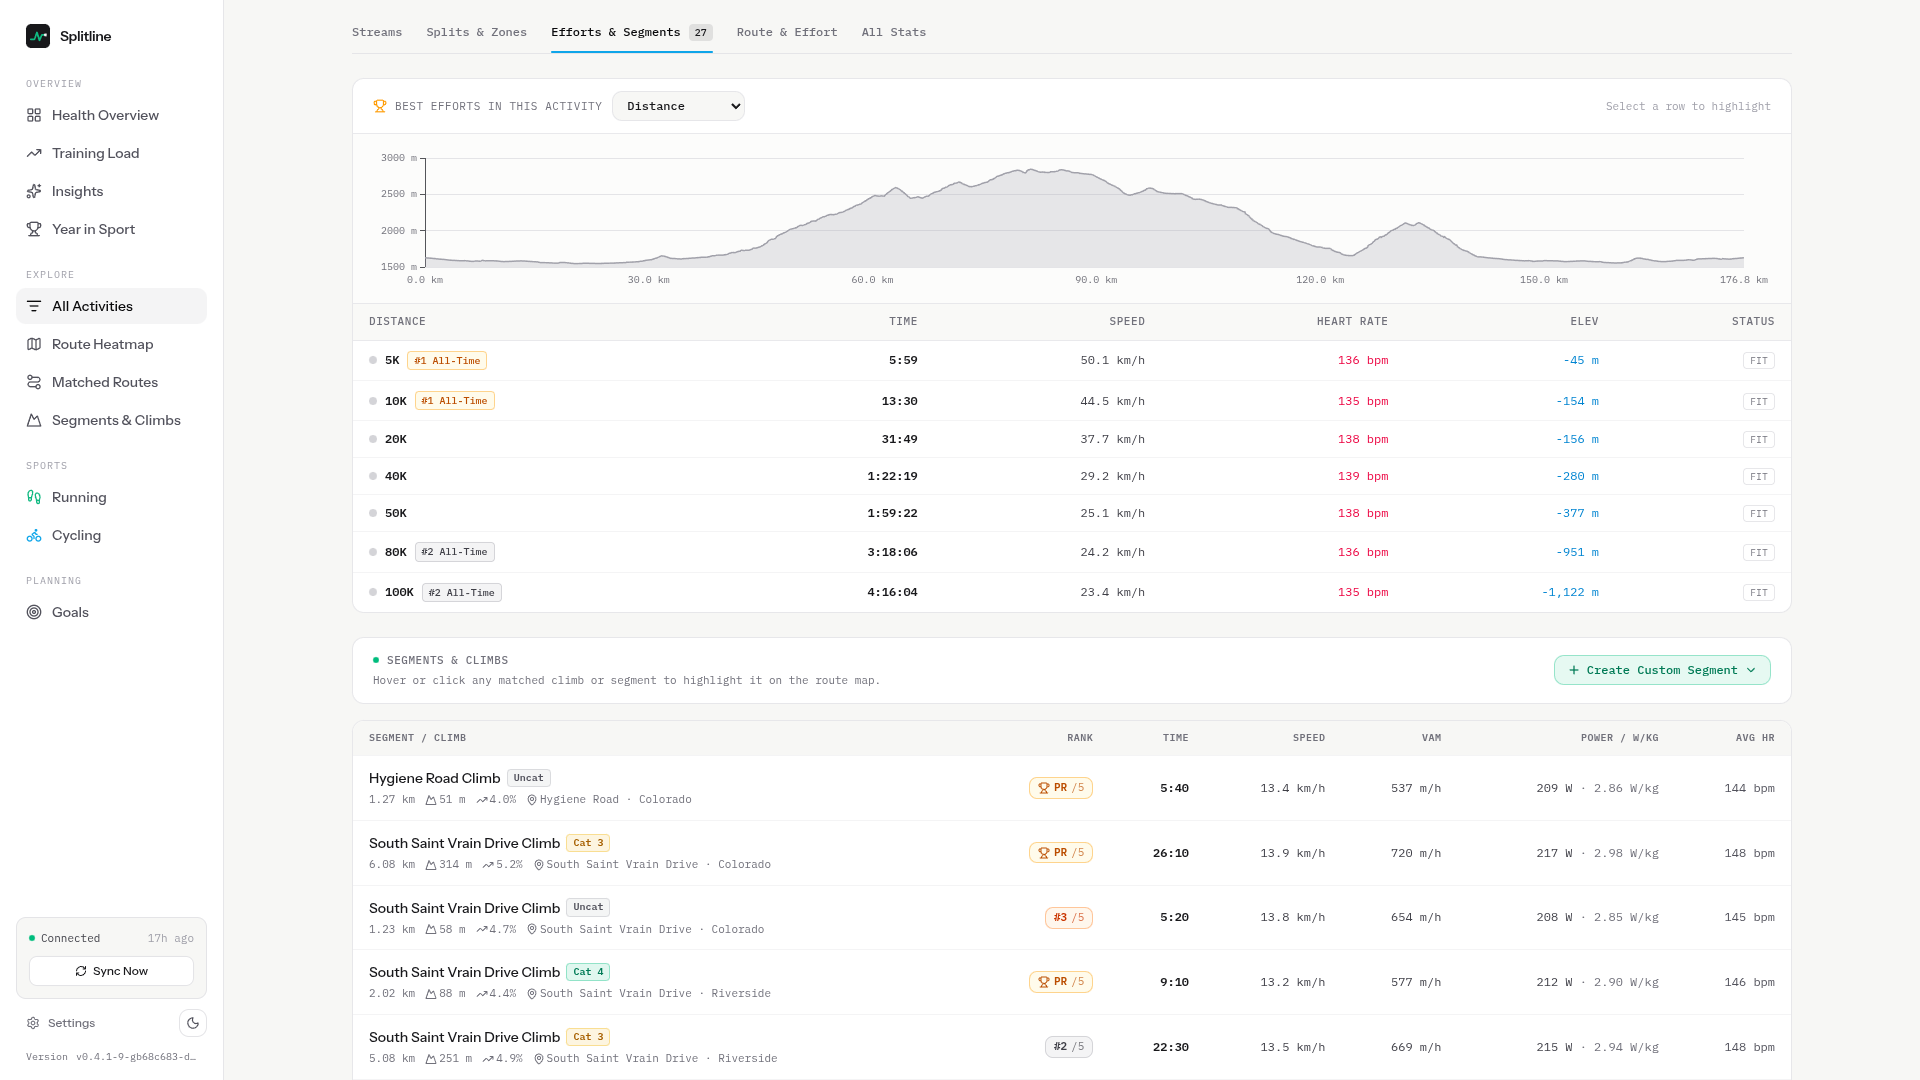 Splitline
OVERVIEW
Health Overview
Training Load
Insights
Year in Sport
EXPLORE
All Activities
Route Heatmap
Matched Routes
Segments & Climbs
SPORTS
Running
Cycling
PLANNING
Goals
Connected 17h ago
Sync Now
Settings
Version v0.4.1-9-gb68c683-d…
Streams Splits & Zones Efforts & Segments 27 Route & Effort All Stats
BEST EFFORTS IN THIS ACTIVITY Distance Select a row to highlight
3000 m
2500 m
2000 m
1500 m
0.0 km 30.0 km 60.0 km 90.0 km 120.0 km 150.0 km 176.8 km
DISTANCE TIME SPEED HEART RATE ELEV STATUS
5K #1 All-Time 5:59 50.1 km/h 136 bpm -45 m FIT
10K #1 All-Time 13:30 44.5 km/h 135 bpm -154 m FIT
20K 31:49 37.7 km/h 138 bpm -156 m FIT
40K 1:22:19 29.2 km/h 139 bpm -280 m FIT
50K 1:59:22 25.1 km/h 138 bpm -377 m FIT
80K #2 All-Time 3:18:06 24.2 km/h 136 bpm -951 m FIT
100K #2 All-Time 4:16:04 23.4 km/h 135 bpm -1,122 m FIT
SEGMENTS & CLIMBS
Hover or click any matched climb or segment to highlight it on the route map.
Create Custom Segment
SEGMENT / CLIMB RANK TIME SPEED VAM POWER / W/KG AVG HR
Hygiene Road Climb Uncat PR /5 5:40 13.4 km/h 537 m/h 209 W · 2.86 W/kg 144 bpm
1.27 km 51 m 4.0% Hygiene Road · Colorado
South Saint Vrain Drive Climb Cat 3 PR /5 26:10 13.9 km/h 720 m/h 217 W · 2.98 W/kg 148 bpm
6.08 km 314 m 5.2% South Saint Vrain Drive · Colorado
South Saint Vrain Drive Climb Uncat #3 /5 5:20 13.8 km/h 654 m/h 208 W · 2.85 W/kg 145 bpm
1.23 km 58 m 4.7% South Saint Vrain Drive · Colorado
South Saint Vrain Drive Climb Cat 4 PR /5 9:10 13.2 km/h 577 m/h 212 W · 2.90 W/kg 146 bpm
2.02 km 88 m 4.4% South Saint Vrain Drive · Riverside
South Saint Vrain Drive Climb Cat 3 #2 /5 22:30 13.5 km/h 669 m/h 215 W · 2.94 W/kg 148 bpm
5.08 km 251 m 4.9% South Saint Vrain Drive · Riverside